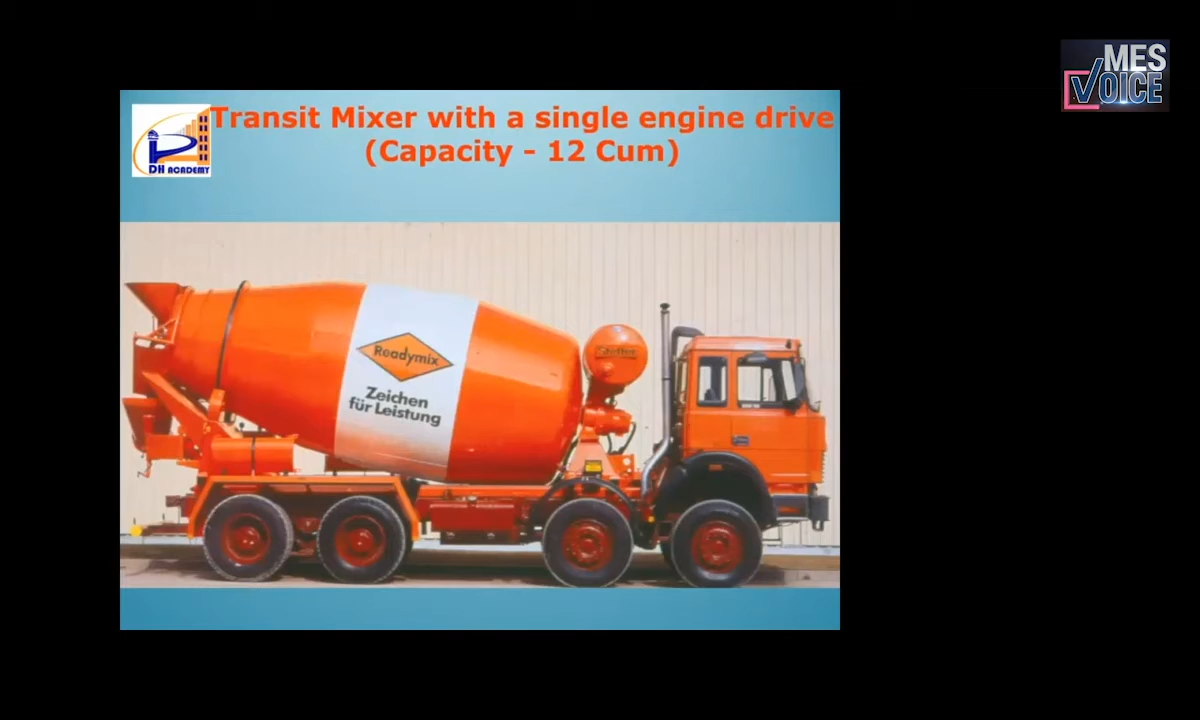 MES
VOICE
Transit Mixer with a single engine drive
(Capacity - 12 Cum)
DH ACADEMY
Readymix
Zeichen
für Leistung